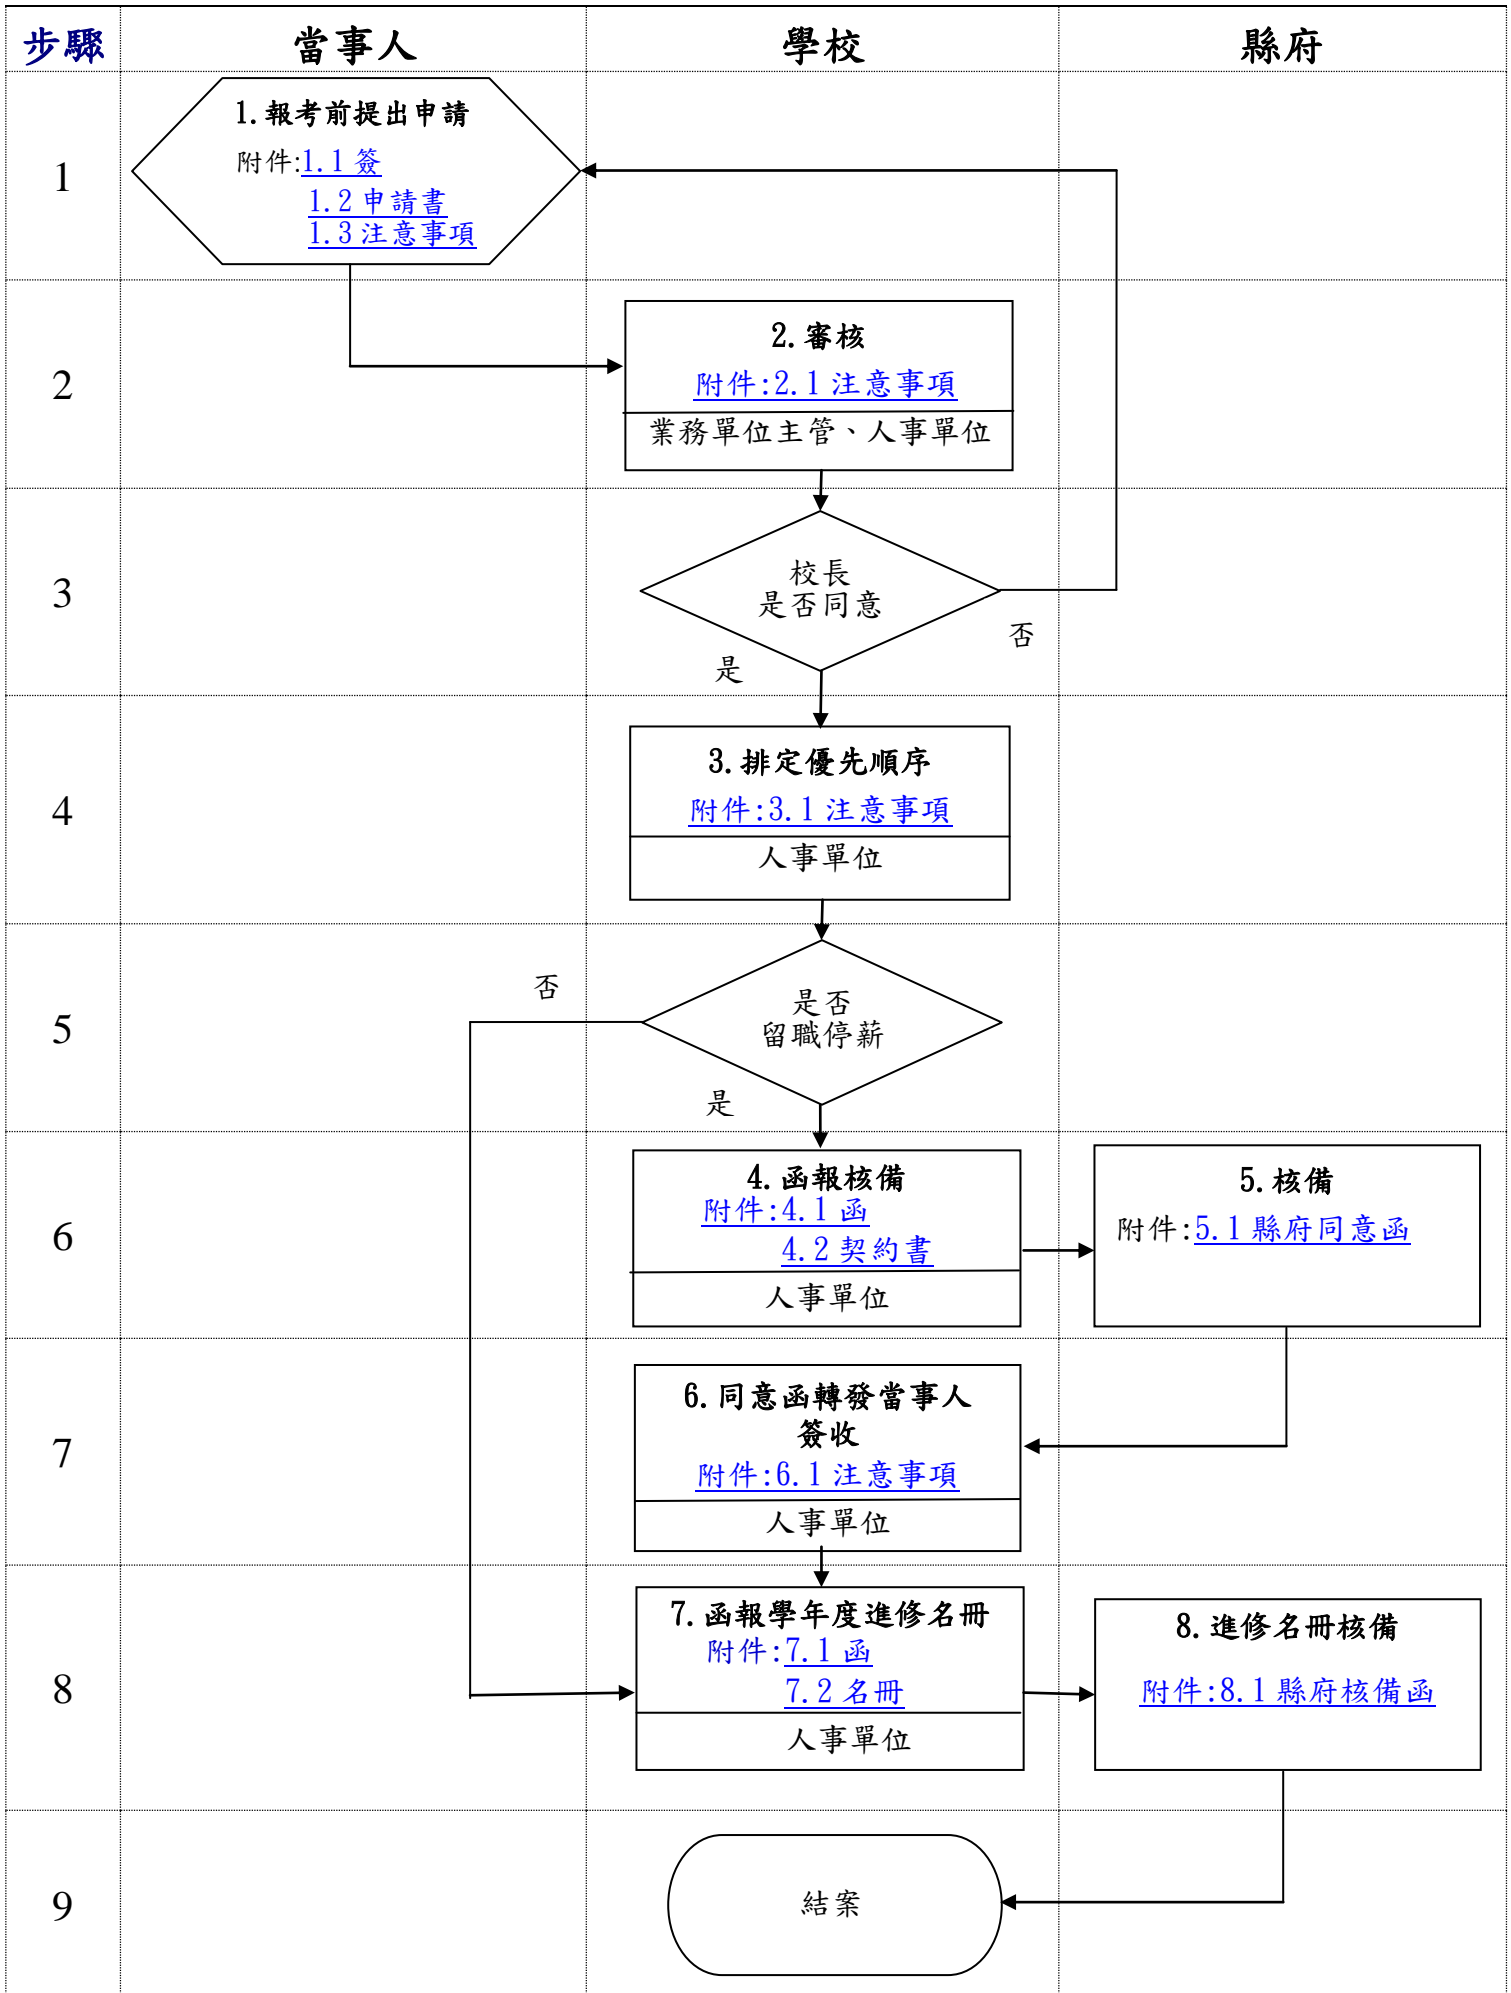 步驟
當事人
學校
縣府
1
1.報考前提出申請
附件:1.1 簽
1.2 申請書
1.3 注意事項
2
2.審核
附件:2.1 注意事項
業務單位主管、人事單位
3
校長
是否同意
否
是
4
3.排定優先順序
附件:3.1 注意事項
人事單位
5
否
是否
留職停薪
是
6
4.函報核備
附件:4.1 函
4.2 契約書
人事單位
5.核備
附件:5.1 縣府同意函
7
6.同意函轉發當事人
簽收
附件:6.1 注意事項
人事單位
8
7.函報學年度進修名冊
附件:7.1 函
7.2 名冊
人事單位
8.進修名冊核備
附件:8.1 縣府核備函
9
結案